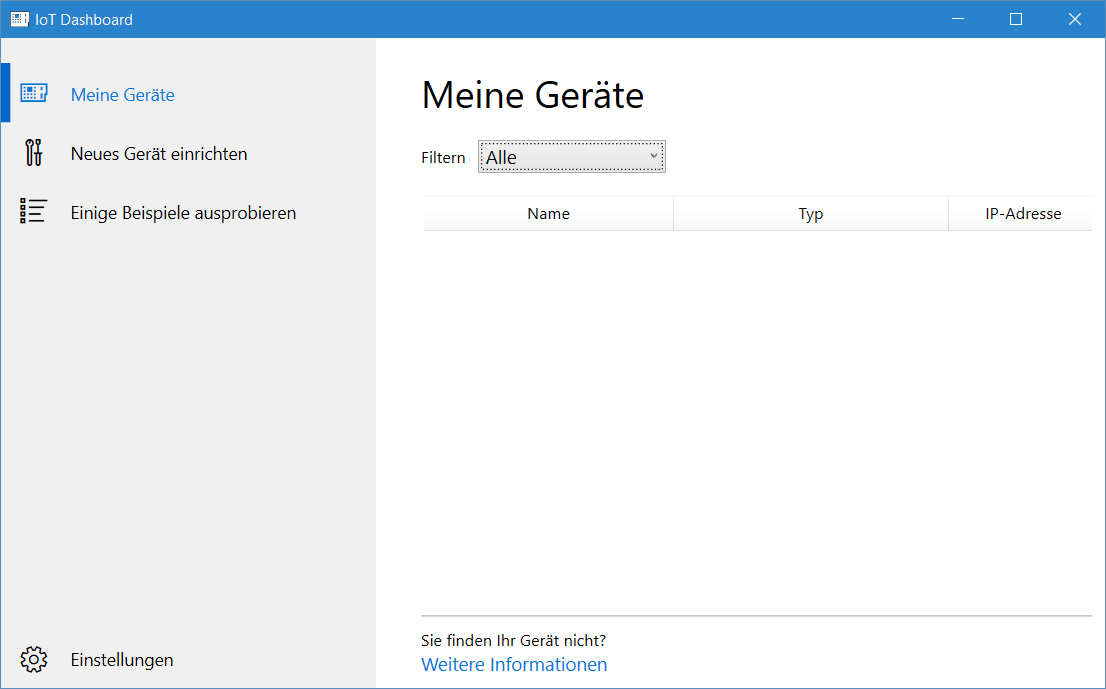 IoT Dashboard
Meine Geräte
Neues Gerät einrichten
Einige Beispiele ausprobieren
Einstellungen
Meine Geräte
Filtern Alle
Name Typ IP-Adresse
Sie finden Ihr Gerät nicht?
Weitere Informationen